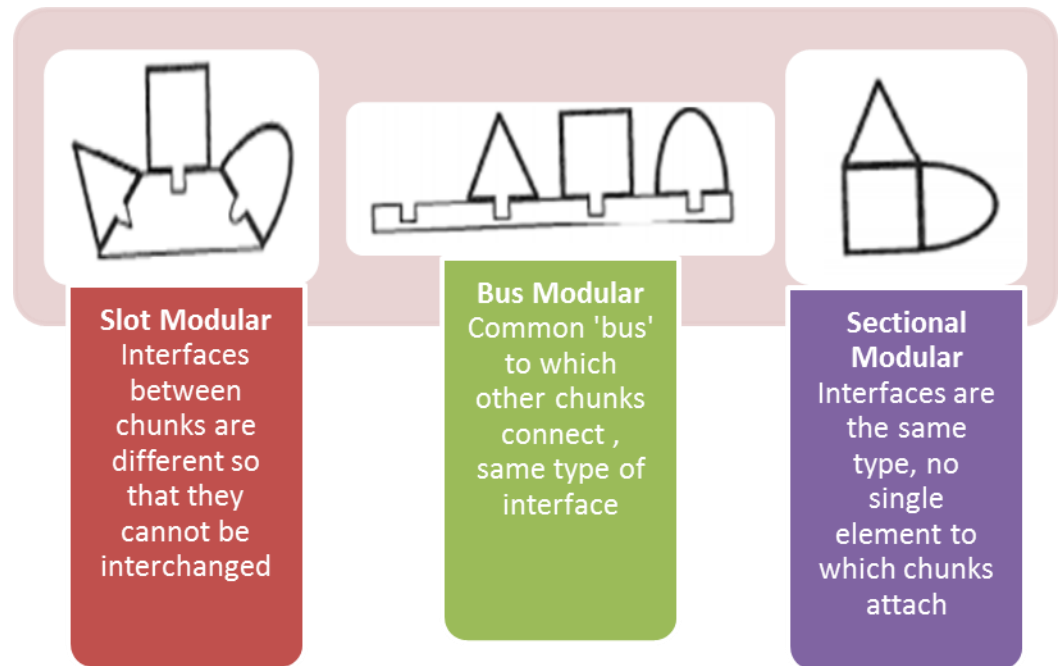 Slot Modular
Interfaces
between
chunks are
different so
that they
cannot be
interchanged
Bus Modular
Common 'bus'
to which
other chunks
connect ,
same type of
interface
Sectional
Modular
Interfaces are
the same
type, no
single
element to
which chunks
attach